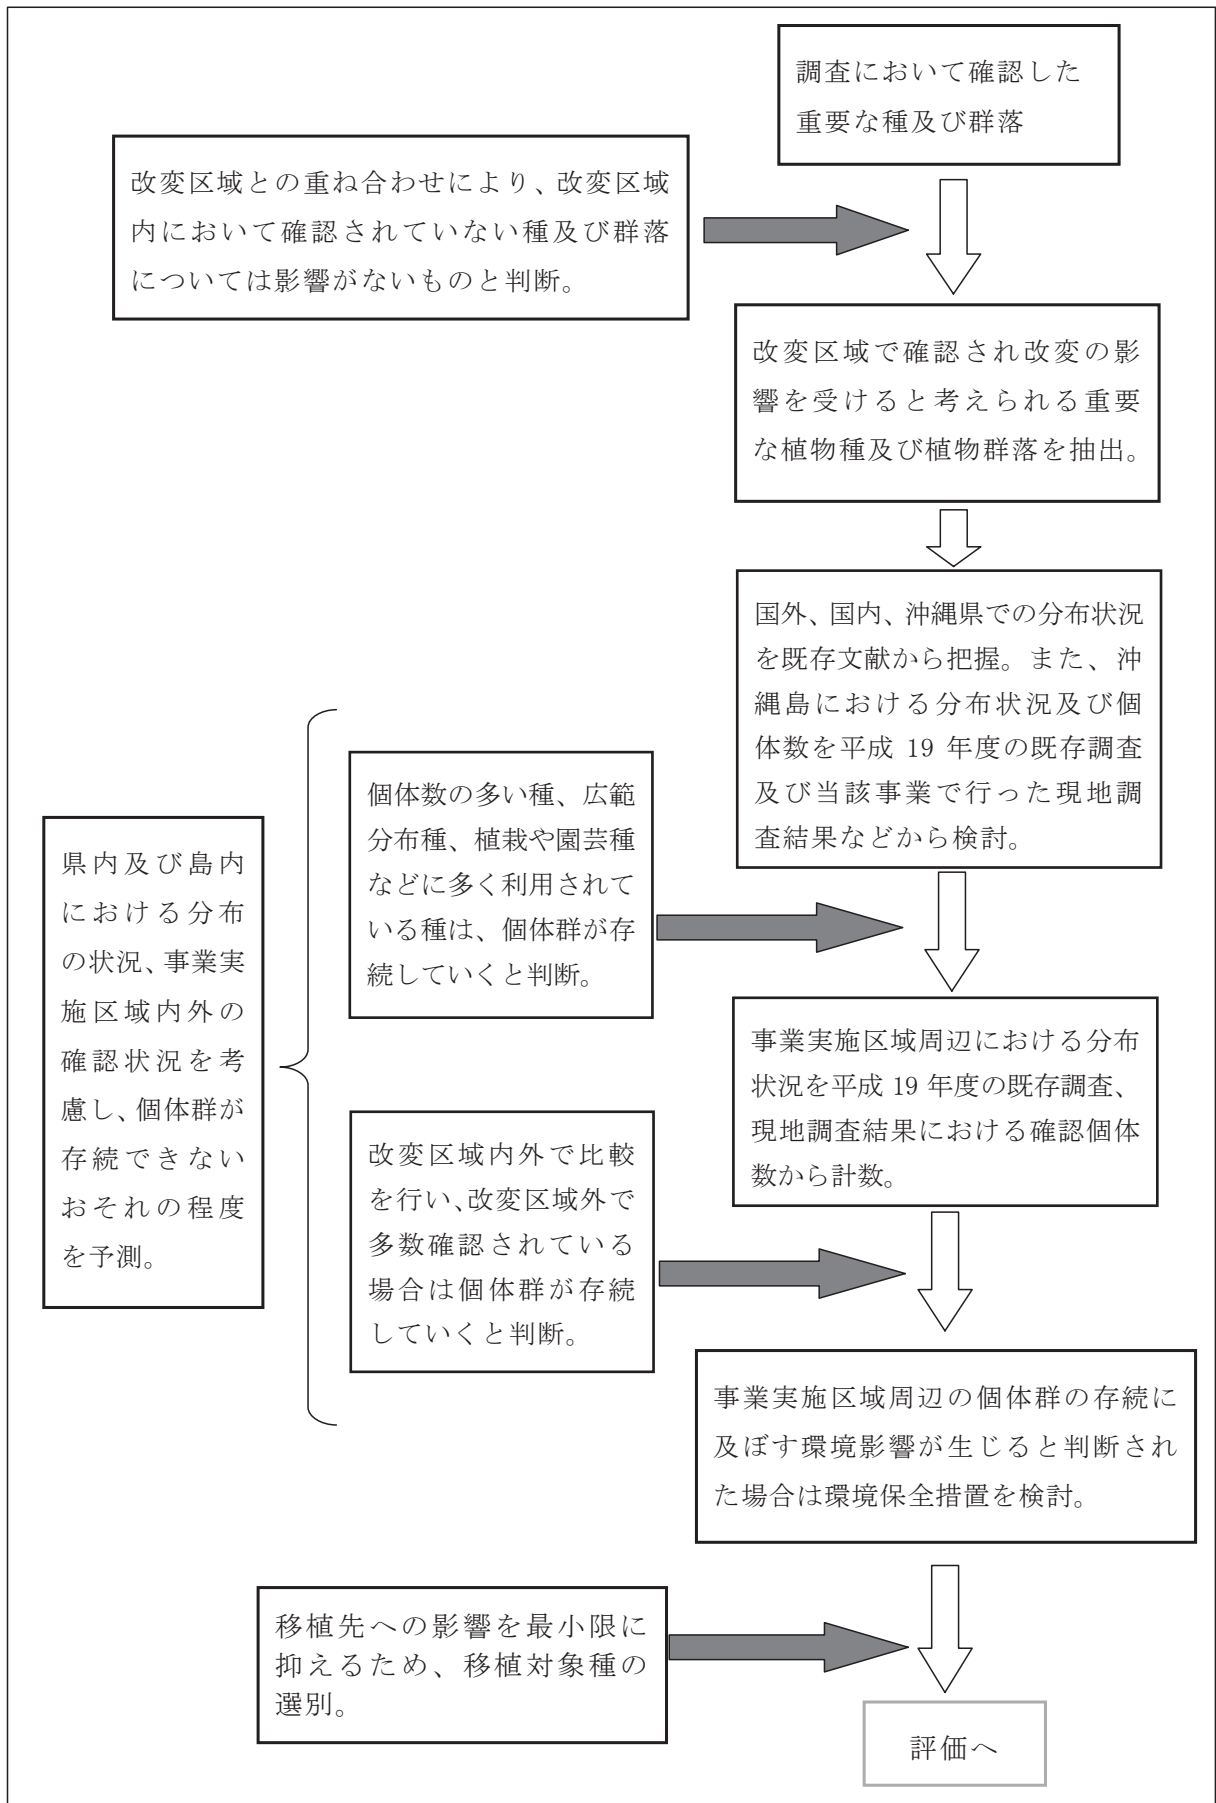 調査において確認した
重要な種及び群落
改変区域との重ね合わせにより、改変区域
内において確認されていない種及び群落
については影響がないものと判断。
改変区域で確認され改変の影
響を受けると考えられる重要
な植物種及び植物群落を抽出。
国外、国内、沖縄県での分布状況
を既存文献から把握。また、沖
縄島における分布状況及び個
体数を平成 19 年度の既存調査
及び当該事業で行った現地調
査結果などから検討。
個体数の多い種、広範
分布種、植栽や園芸種
などに多く利用されて
いる種は、個体群が存
続していくと判断。
県内及び島内
における分布
の状況、事業実
施区域内外の
確認状況を考
慮し、個体群が
存続できない
おそれの程度
を予測。
事業実施区域周辺における分布
状況を平成 19 年度の既存調査、
現地調査結果における確認個体
数から計数。
改変区域内外で比較
を行い、改変区域外で
多数確認されている
場合は個体群が存続
していくと判断。
事業実施区域周辺の個体群の存続に
及ぼす環境影響が生じると判断され
た場合は環境保全措置を検討。
移植先への影響を最小限に
抑えるため、移植対象種の
選別。
評価へ